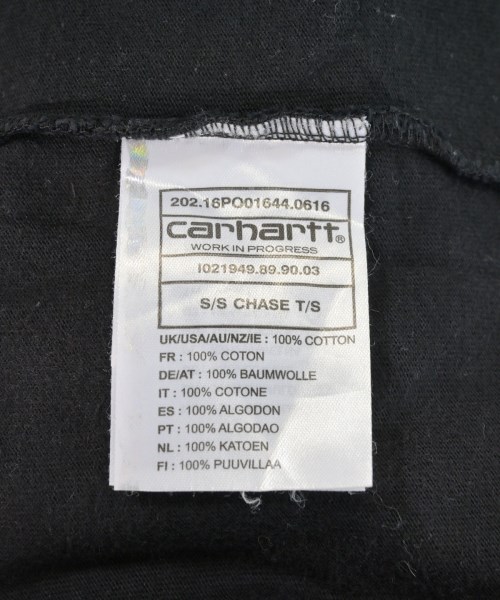 202.16PO01644.0616
carhartt®
WORK IN PROGRESS
I021949.89.90.03
S/S CHASE T/S
UK/USA/AU/NZ/IE : 100% COTTON
FR : 100% COTON
DE/AT : 100% BAUMWOLLE
IT : 100% COTONE
ES : 100% ALGODON
PT : 100% ALGODAO
NL : 100% KATOEN
FI : 100% PUUVILLAA